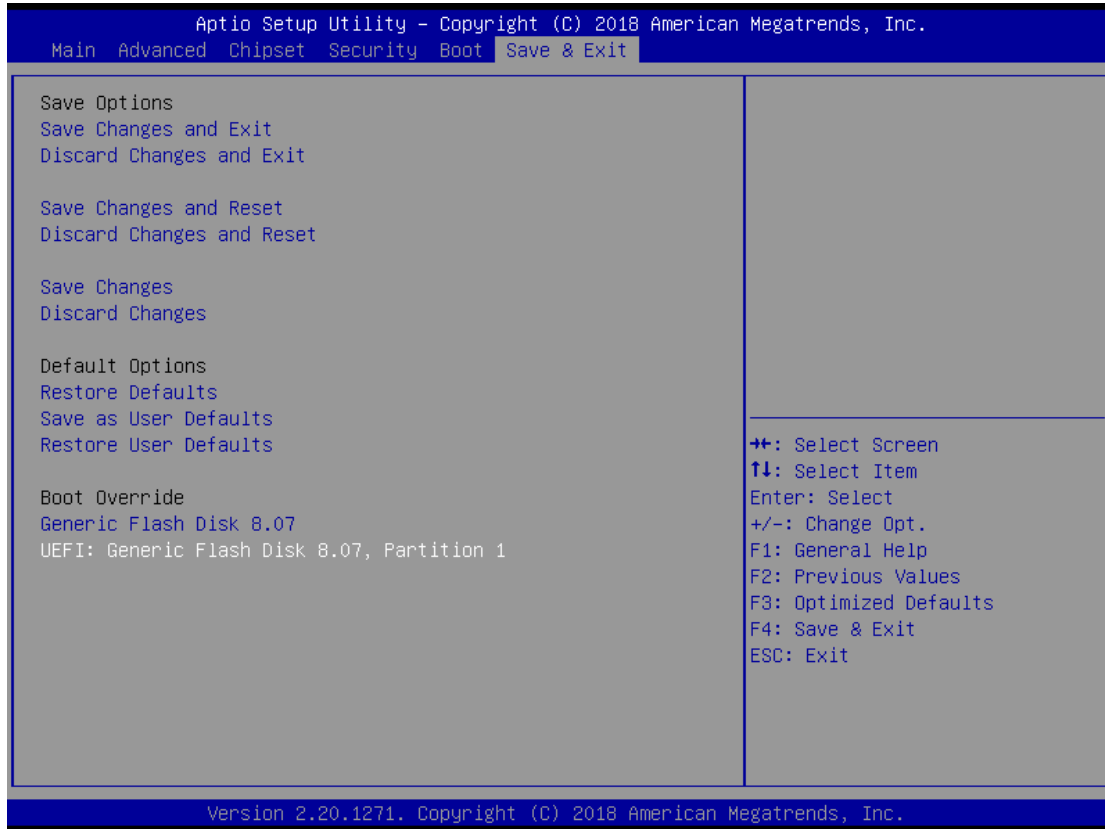 Aptio Setup Utility – Copyright (C) 2018 American Megatrends, Inc.
Main Advanced Chipset Security Boot Save & Exit
Save Options
Save Changes and Exit
Discard Changes and Exit
Save Changes and Reset
Discard Changes and Reset
Save Changes
Discard Changes
Default Options
Restore Defaults
Save as User Defaults
Restore User Defaults
Boot Override
Generic Flash Disk 8.07
UEFI: Generic Flash Disk 8.07, Partition 1
→←: Select Screen
↑↓: Select Item
Enter: Select
+/-: Change Opt.
F1: General Help
F2: Previous Values
F3: Optimized Defaults
F4: Save & Exit
ESC: Exit
Version 2.20.1271. Copyright (C) 2018 American Megatrends, Inc.